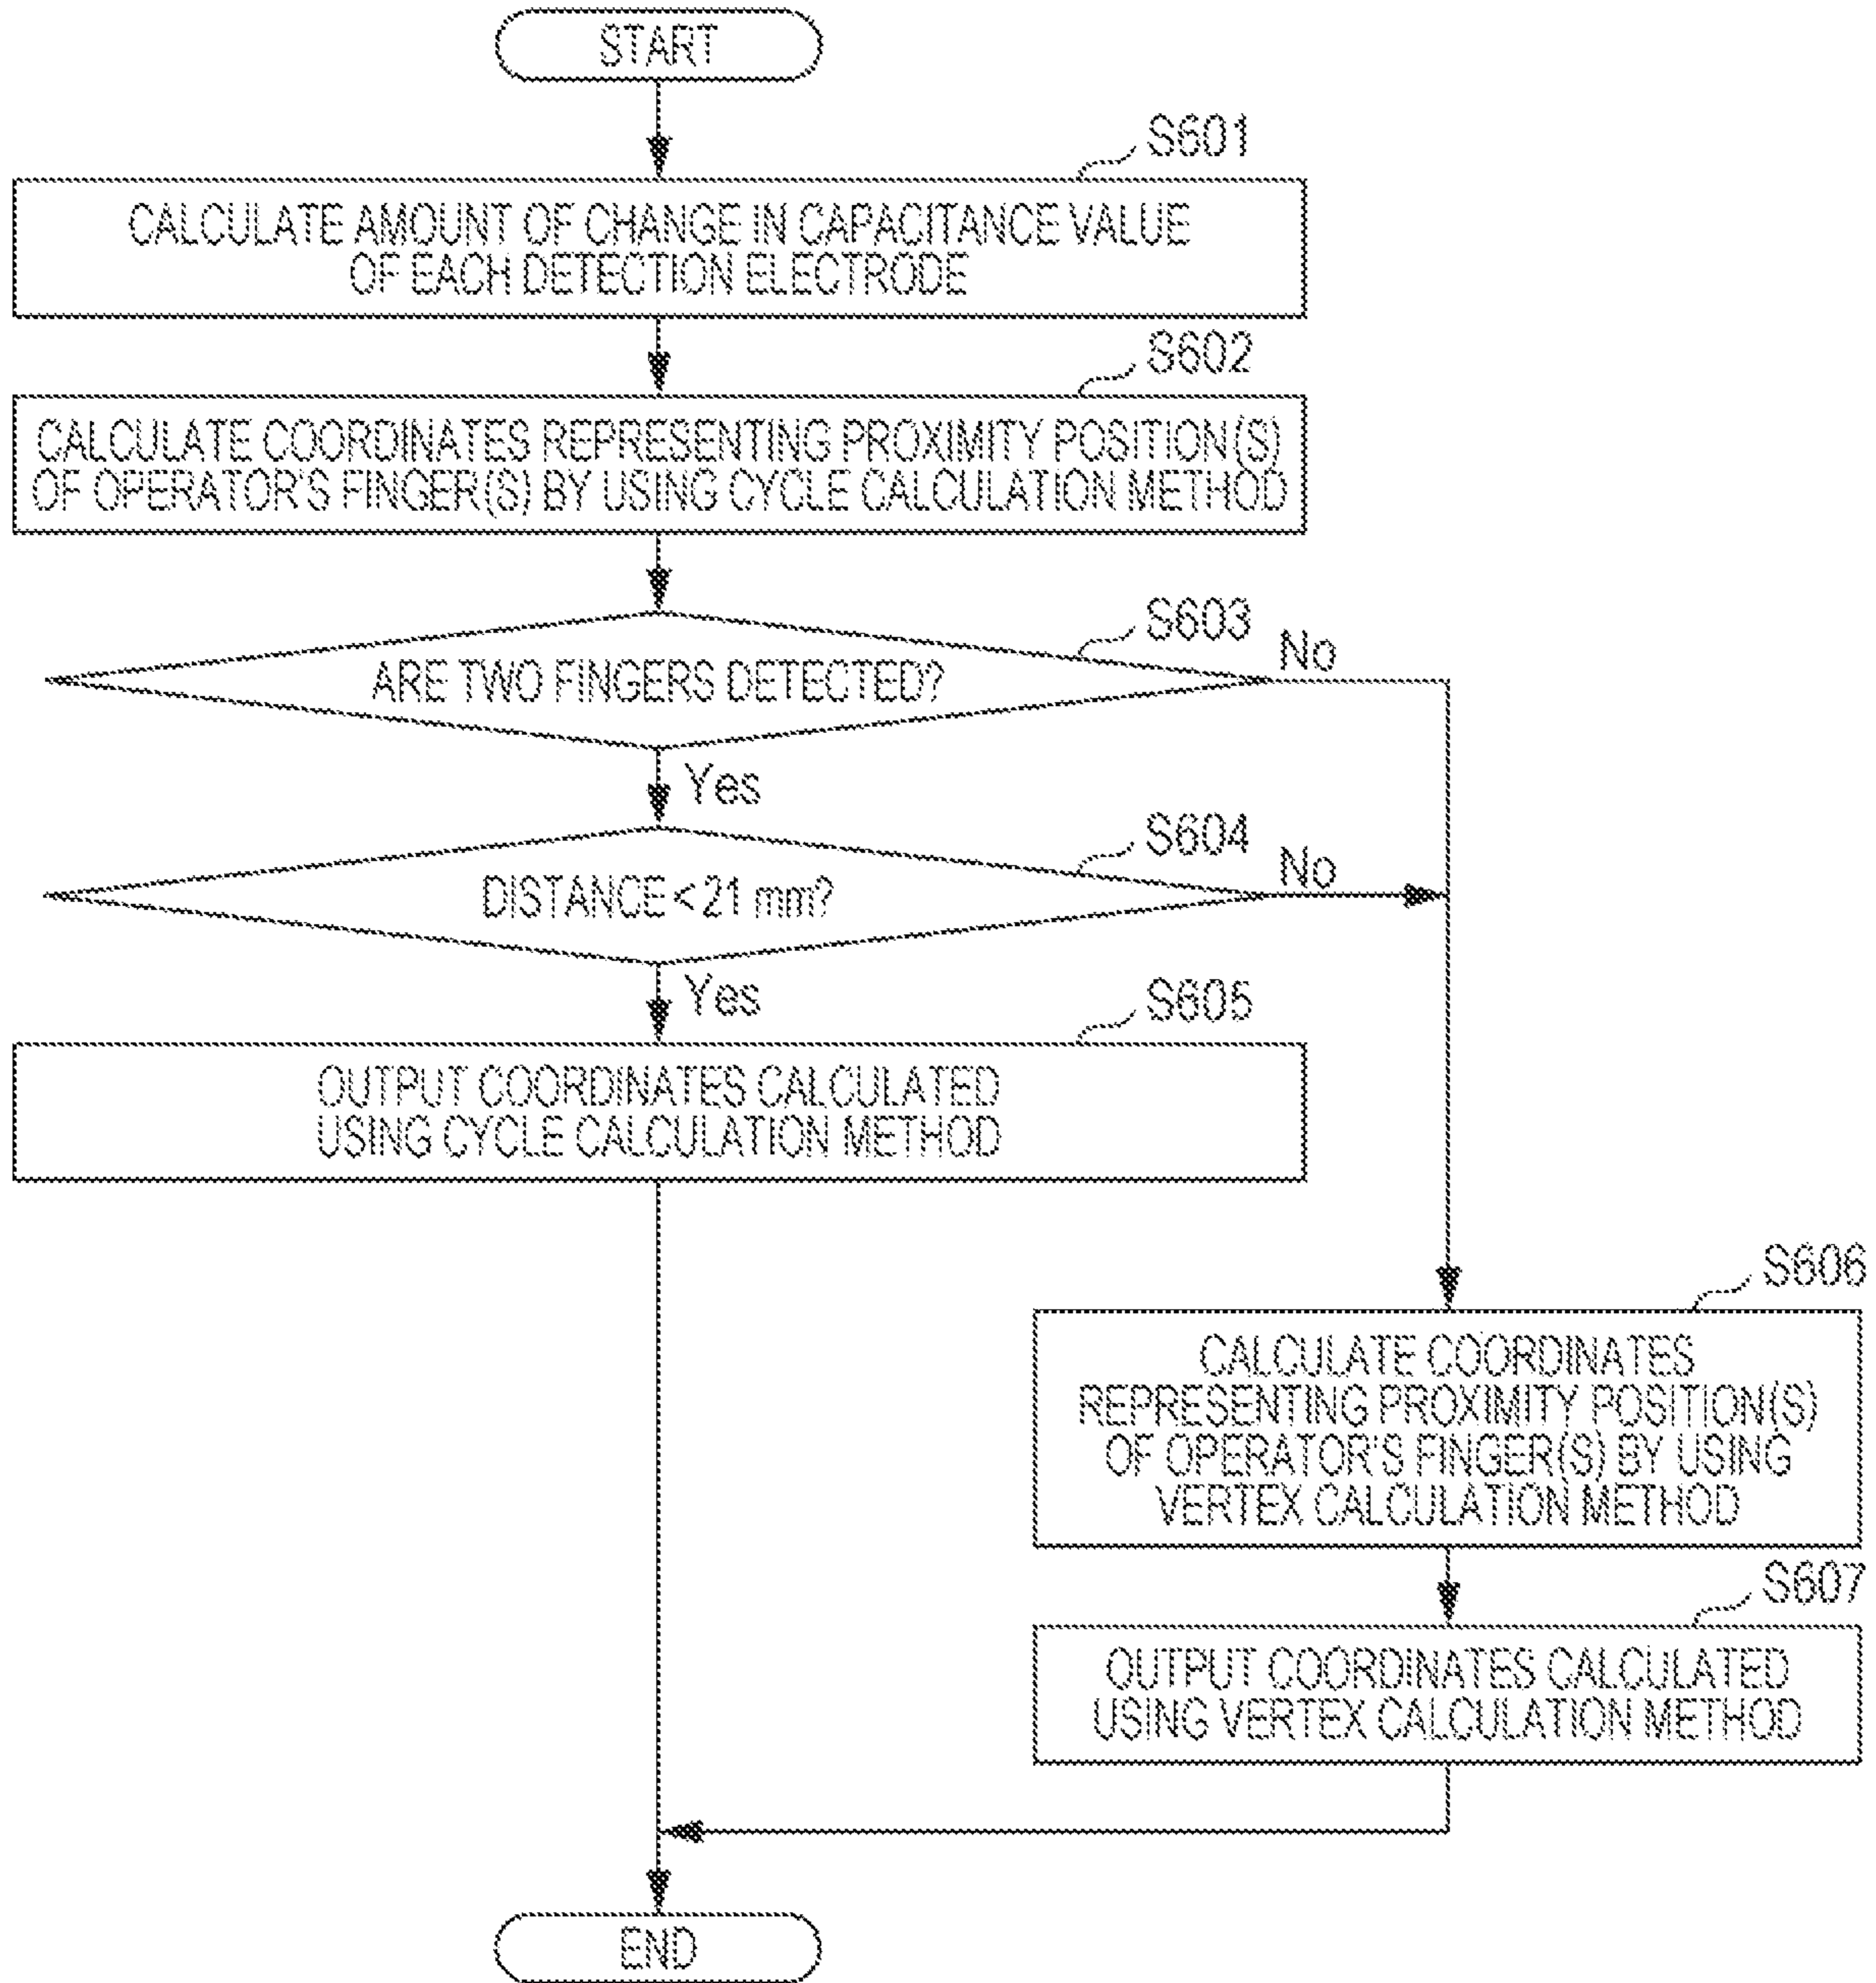 START
S601
CALCULATE AMOUNT OF CHANGE IN CAPACITANCE VALUE
OF EACH DETECTION ELECTRODE
S602
CALCULATE COORDINATES REPRESENTING PROXIMITY POSITION(S)
OF OPERATOR'S FINGER(S) BY USING CYCLE CALCULATION METHOD
S603
ARE TWO FINGERS DETECTED?
No
Yes
S604
DISTANCE < 21 mm?
No
Yes
S605
OUTPUT COORDINATES CALCULATED
USING CYCLE CALCULATION METHOD
S606
CALCULATE COORDINATES
REPRESENTING PROXIMITY POSITION(S)
OF OPERATOR'S FINGER(S) BY USING
VERTEX CALCULATION METHOD
S607
OUTPUT COORDINATES CALCULATED
USING VERTEX CALCULATION METHOD
END